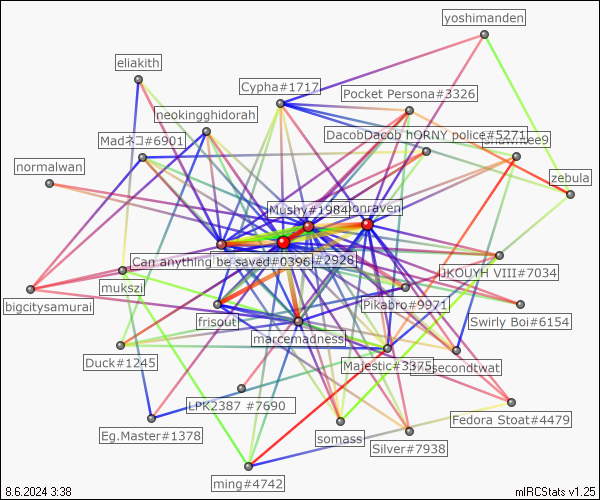 yoshimanden
eliakith
Cypha#1717
Pocket Persona#3326
neokingghidorah
DacobDacob hORNY police#5271
Madネコ#6901
normalwan
zebula
Mushy#1984
onraven
Can anything be saved#0396
#2928
JKOUYH VIII#7034
mukszi
bigcitysamurai
Pikabro#9971
frisout
Swirly Boi#6154
marcemadness
Duck#1245
Majestic#3375
secondtwat
LPK2387 #7690
Fedora Stoat#4479
Eg.Master#1378
somass
Silver#7938
ming#4742
8.6.2024 3:38
mIRCStats v1.25